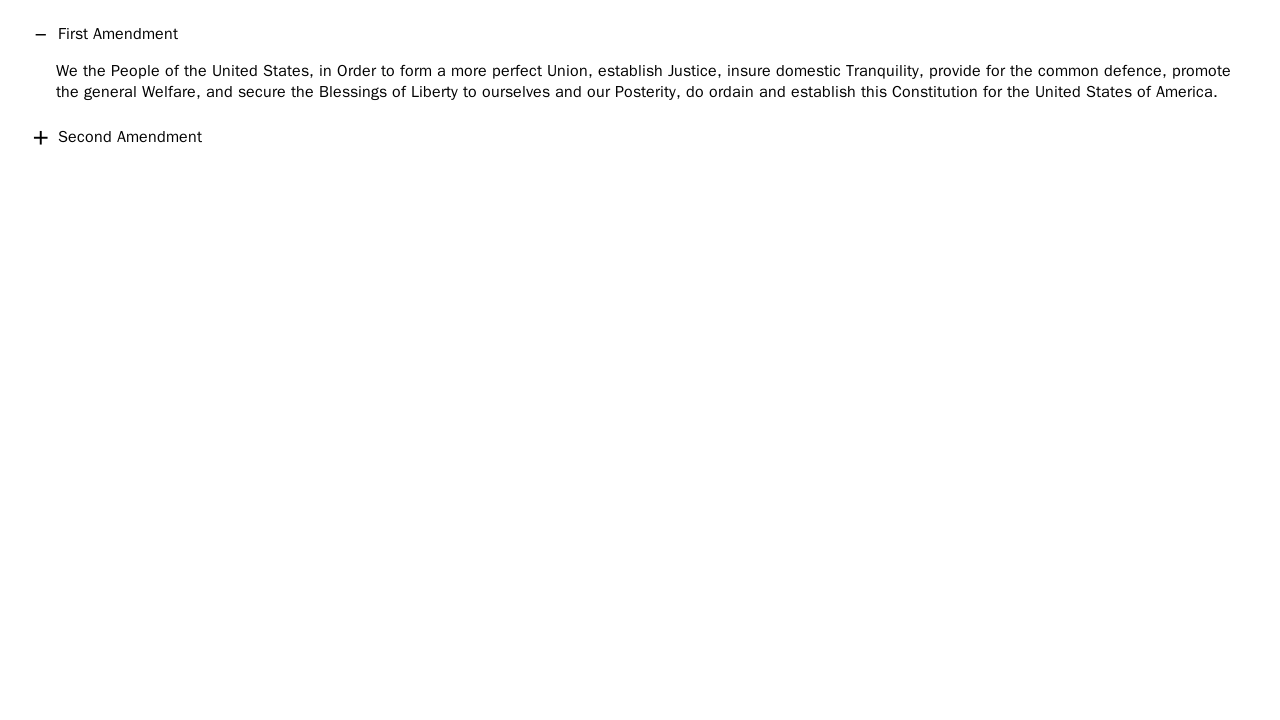 − First Amendment
We the People of the United States, in Order to form a more perfect Union, establish Justice, insure domestic Tranquility, provide for the common defence, promote
the general Welfare, and secure the Blessings of Liberty to ourselves and our Posterity, do ordain and establish this Constitution for the United States of America.
+ Second Amendment